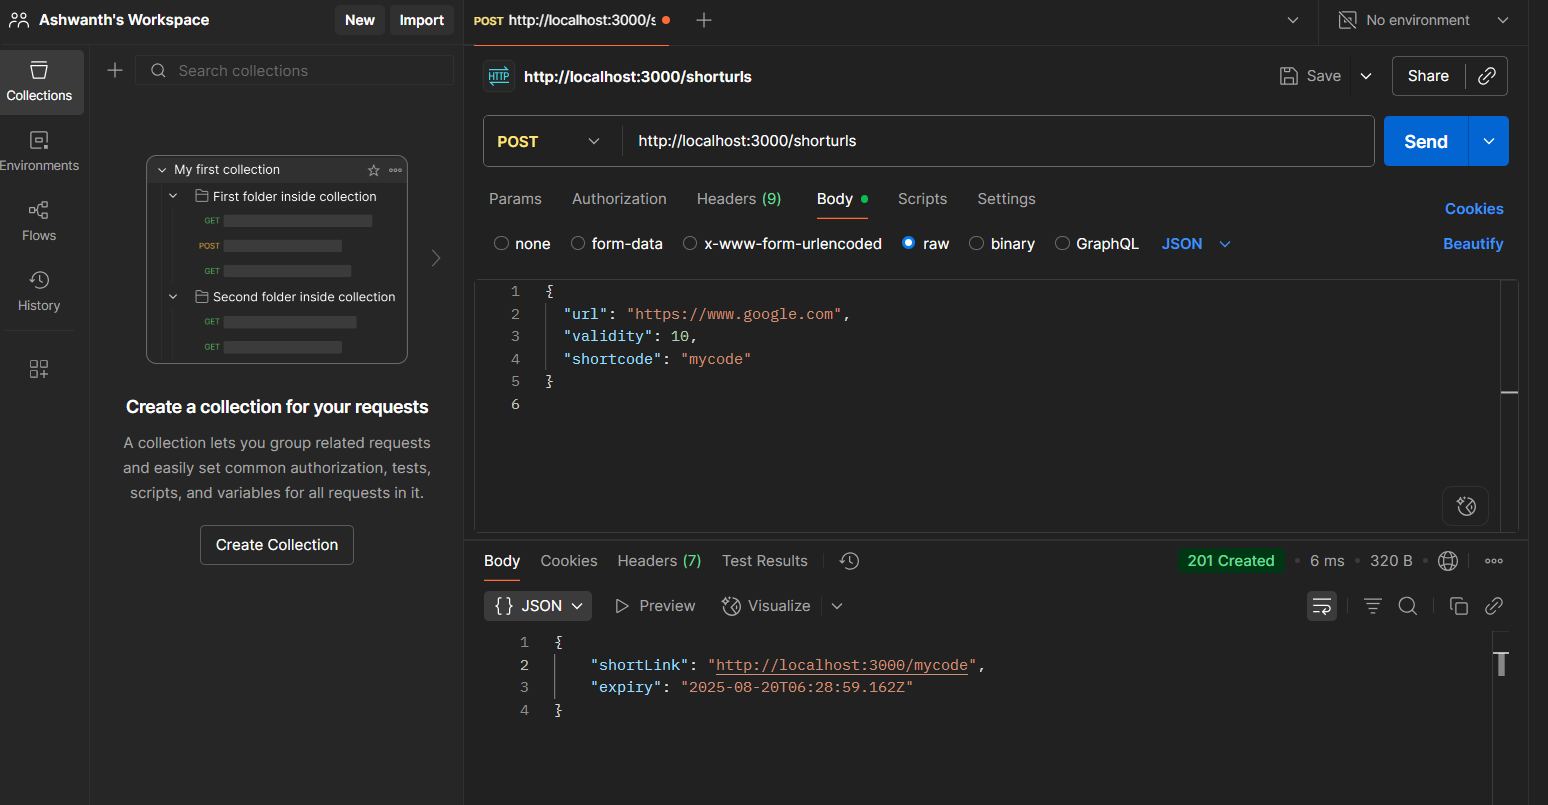 Ashwanth's Workspace
New
Import
POST http://localhost:3000/s
No environment
Collections
Environments
Flows
History
Search collections
My first collection
First folder inside collection
GET
POST
GET
Second folder inside collection
GET
GET
Create a collection for your requests
A collection lets you group related requests
and easily set common authorization, tests,
scripts, and variables for all requests in it.
Create Collection
HTTP http://localhost:3000/shorturls
Save
Share
POST
http://localhost:3000/shorturls
Send
Params Authorization Headers (9) Body Scripts Settings
Cookies
none form-data x-www-form-urlencoded raw binary GraphQL JSON
Beautify
1 {
2 "url": "https://www.google.com",
3 "validity": 10,
4 "shortcode": "mycode"
5 }
6
Body Cookies Headers (7) Test Results
201 Created • 6 ms • 320 B
{} JSON Preview Visualize
1 {
2 "shortLink": "http://localhost:3000/mycode",
3 "expiry": "2025-08-20T06:28:59.162Z"
4 }